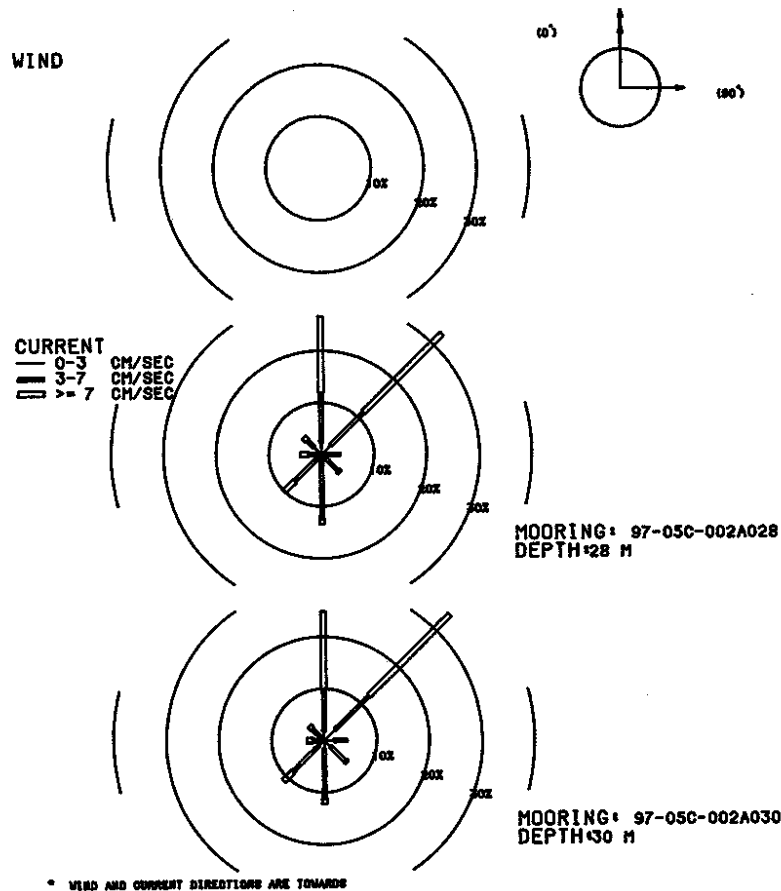 (0°)
WIND
(90°)
10%
20%
30%
CURRENT
0-3 CM/SEC
3-7 CM/SEC
>= 7 CM/SEC
10%
20%
30%
MOORING: 97-05C-002A028
DEPTH:28 M
10%
20%
30%
MOORING: 97-05C-002A030
DEPTH:30 M
* WIND AND CURRENT DIRECTIONS ARE TOWARDS